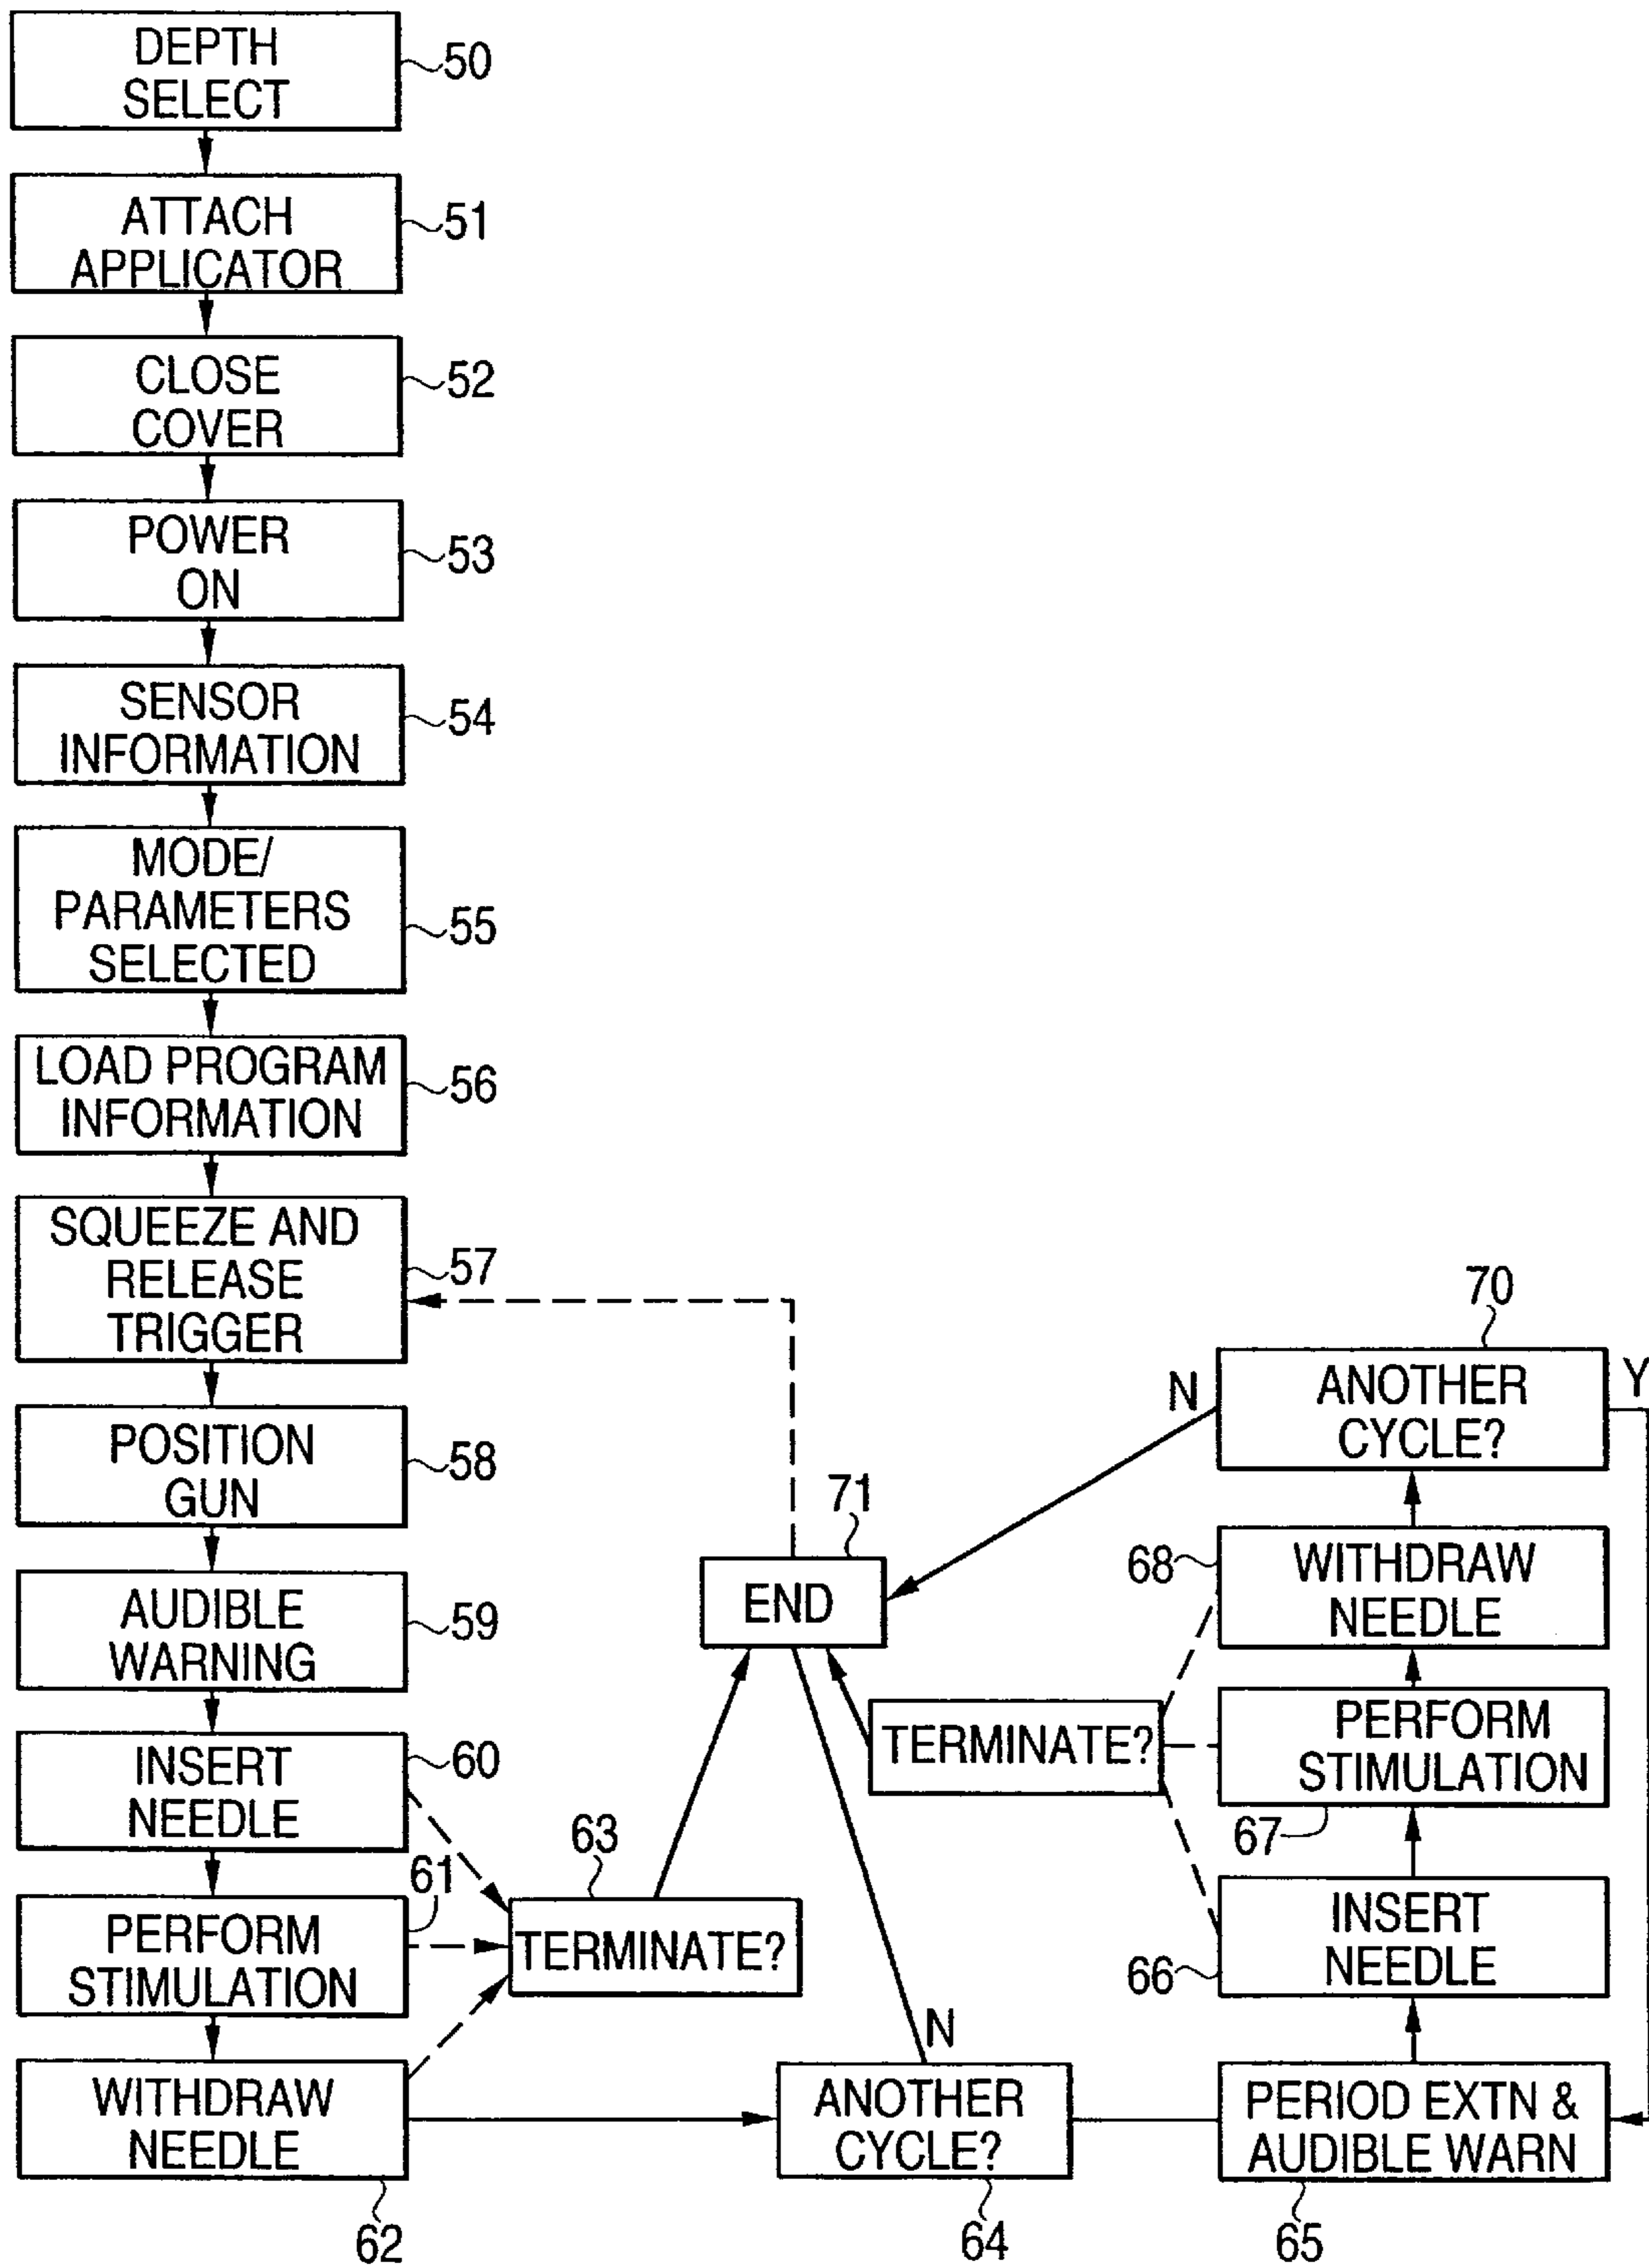 DEPTH
SELECT
50
ATTACH
APPLICATOR
51
CLOSE
COVER
52
POWER
ON
53
SENSOR
INFORMATION
54
MODE/
PARAMETERS
SELECTED
55
LOAD PROGRAM
INFORMATION
56
SQUEEZE AND
RELEASE
TRIGGER
57
POSITION
GUN
58
AUDIBLE
WARNING
59
INSERT
NEEDLE
60
PERFORM
STIMULATION
61
WITHDRAW
NEEDLE
62
TERMINATE?
63
ANOTHER
CYCLE?
64
N
END
71
TERMINATE?
70
ANOTHER
CYCLE?
N
Y
WITHDRAW
NEEDLE
68
PERFORM
STIMULATION
67
INSERT
NEEDLE
66
PERIOD EXTN &
AUDIBLE WARN
65